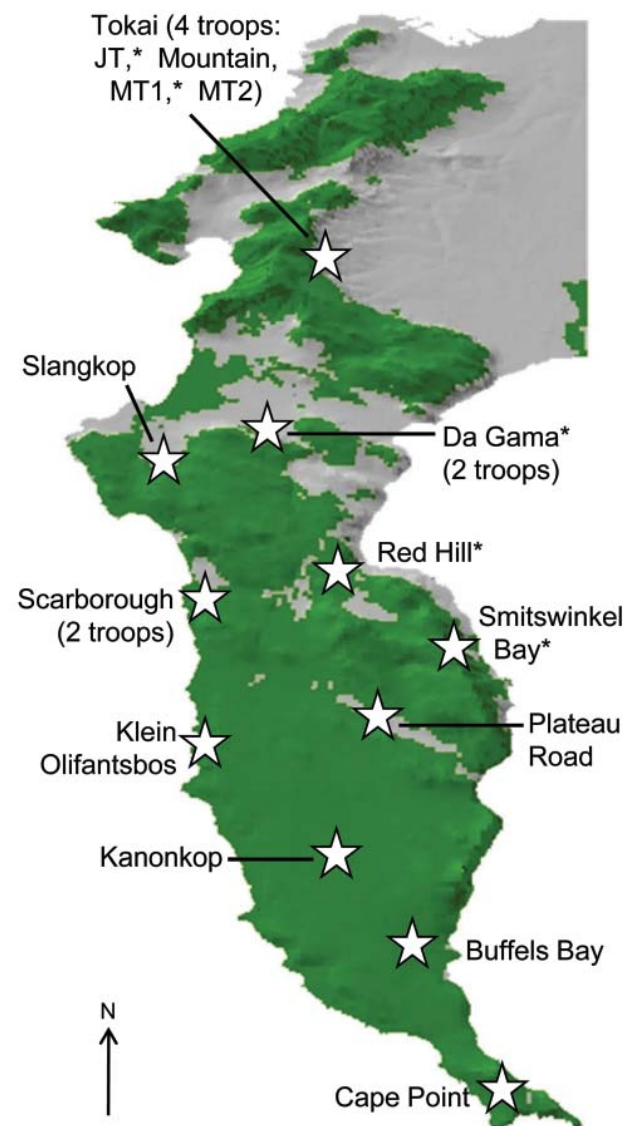 Tokai (4 troops:
JT,* Mountain,
MT1,* MT2)
Slangkop
Da Gama*
(2 troops)
Red Hill*
Scarborough
(2 troops)
Smitswinkel
Bay*
Klein
Olifantsbos
Plateau
Road
Kanonkop
Buffels Bay
N
Cape Point